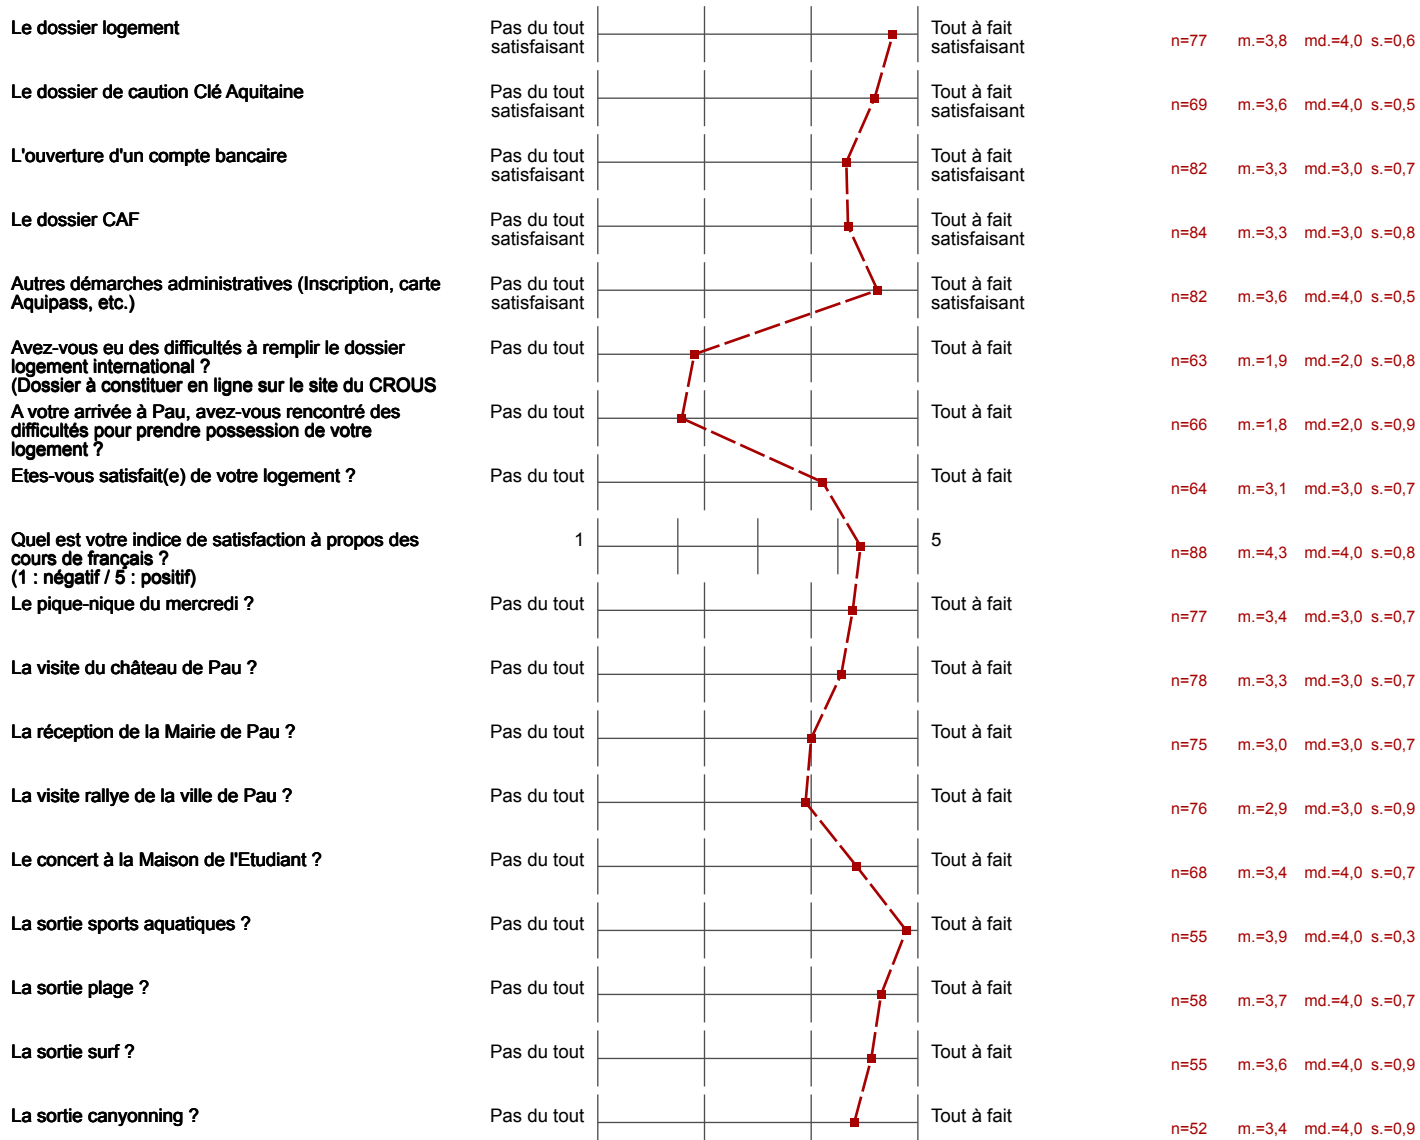 Le dossier logement
Pas du tout
satisfaisant
Tout à fait
satisfaisant
n=77 m.=3,8 md.=4,0 s.=0,6
Le dossier de caution Clé Aquitaine
Pas du tout
satisfaisant
Tout à fait
satisfaisant
n=69 m.=3,6 md.=4,0 s.=0,5
L'ouverture d'un compte bancaire
Pas du tout
satisfaisant
Tout à fait
satisfaisant
n=82 m.=3,3 md.=3,0 s.=0,7
Le dossier CAF
Pas du tout
satisfaisant
Tout à fait
satisfaisant
n=84 m.=3,3 md.=3,0 s.=0,8
Autres démarches administratives (Inscription, carte
Aquipass, etc.)
Pas du tout
satisfaisant
Tout à fait
satisfaisant
n=82 m.=3,6 md.=4,0 s.=0,5
Avez-vous eu des difficultés à remplir le dossier
logement international ?
(Dossier à constituer en ligne sur le site du CROUS
Pas du tout
Tout à fait
n=63 m.=1,9 md.=2,0 s.=0,8
A votre arrivée à Pau, avez-vous rencontré des
difficultés pour prendre possession de votre
logement ?
Pas du tout
Tout à fait
n=66 m.=1,8 md.=2,0 s.=0,9
Etes-vous satisfait(e) de votre logement ?
Pas du tout
Tout à fait
n=64 m.=3,1 md.=3,0 s.=0,7
Quel est votre indice de satisfaction à propos des
cours de français ?
(1 : négatif / 5 : positif)
1
5
n=88 m.=4,3 md.=4,0 s.=0,8
Le pique-nique du mercredi ?
Pas du tout
Tout à fait
n=77 m.=3,4 md.=3,0 s.=0,7
La visite du château de Pau ?
Pas du tout
Tout à fait
n=78 m.=3,3 md.=3,0 s.=0,7
La réception de la Mairie de Pau ?
Pas du tout
Tout à fait
n=75 m.=3,0 md.=3,0 s.=0,7
La visite rallye de la ville de Pau ?
Pas du tout
Tout à fait
n=76 m.=2,9 md.=3,0 s.=0,9
Le concert à la Maison de l'Etudiant ?
Pas du tout
Tout à fait
n=68 m.=3,4 md.=4,0 s.=0,7
La sortie sports aquatiques ?
Pas du tout
Tout à fait
n=55 m.=3,9 md.=4,0 s.=0,3
La sortie plage ?
Pas du tout
Tout à fait
n=58 m.=3,7 md.=4,0 s.=0,7
La sortie surf ?
Pas du tout
Tout à fait
n=55 m.=3,6 md.=4,0 s.=0,9
La sortie canyonning ?
Pas du tout
Tout à fait
n=52 m.=3,4 md.=4,0 s.=0,9